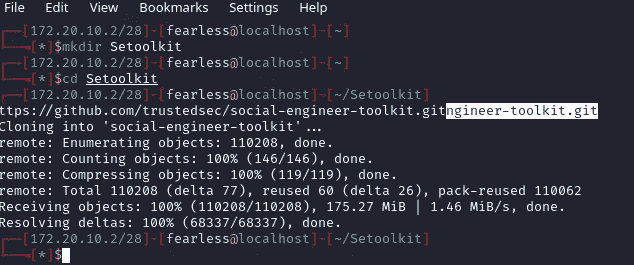 File Edit View Bookmarks Settings Help
┌──[172.20.10.2/28]-[fearless@localhost]-[~]
└──╼[*]$mkdir Setoolkit
┌──[172.20.10.2/28]-[fearless@localhost]-[~]
└──╼[*]$cd Setoolkit
┌──[172.20.10.2/28]-[fearless@localhost]-[~/Setoolkit]
ttps://github.com/trustedsec/social-engineer-toolkit.gitngineer-toolkit.git
Cloning into 'social-engineer-toolkit'...
remote: Enumerating objects: 110208, done.
remote: Counting objects: 100% (146/146), done.
remote: Compressing objects: 100% (119/119), done.
remote: Total 110208 (delta 77), reused 60 (delta 26), pack-reused 110062
Receiving objects: 100% (110208/110208), 175.27 MiB | 1.46 MiB/s, done.
Resolving deltas: 100% (68337/68337), done.
┌──[172.20.10.2/28]-[fearless@localhost]-[~/Setoolkit]
└──╼[*]$